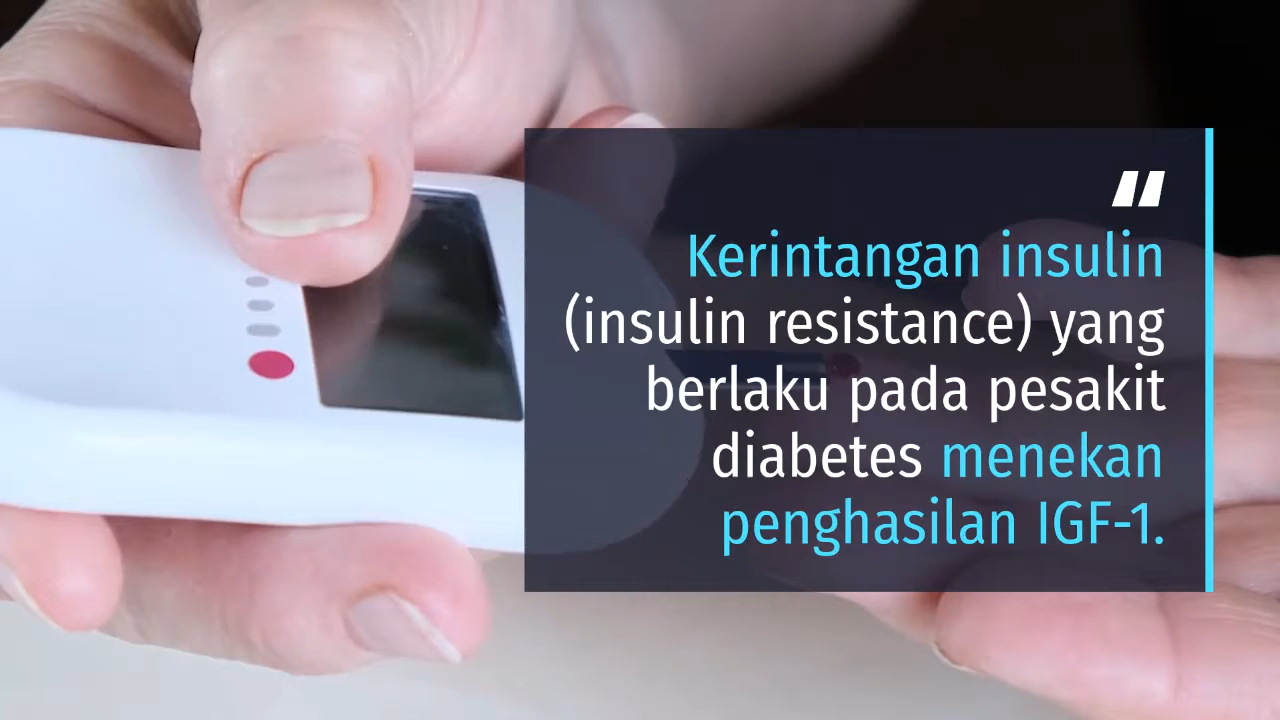 "
Kerintangan insulin
(insulin resistance) yang
berlaku pada pesakit
diabetes menekan
penghasilan IGF-1.